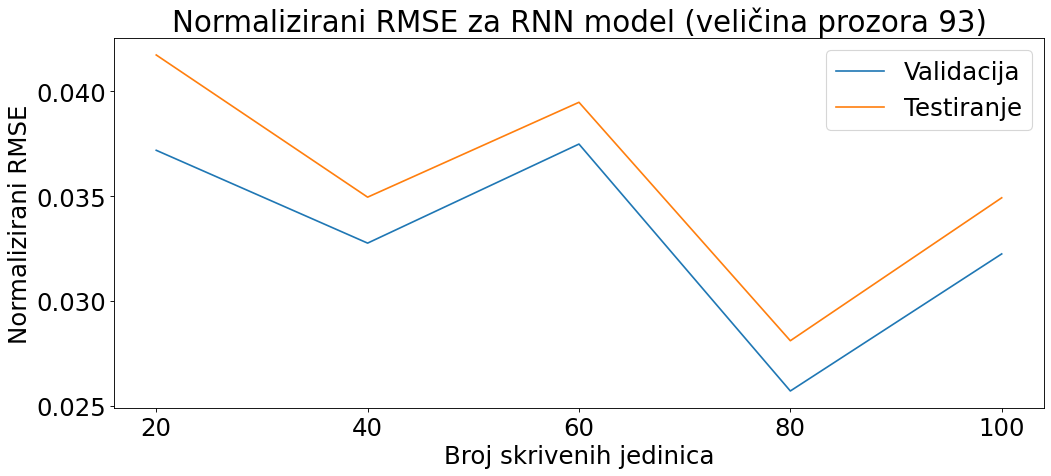 Normalizirani RMSE za RNN model (veličina prozora 93)
Validacija
Testiranje
Normalizirani RMSE
0.040
0.035
0.030
0.025
20 40 60 80 100
Broj skrivenih jedinica